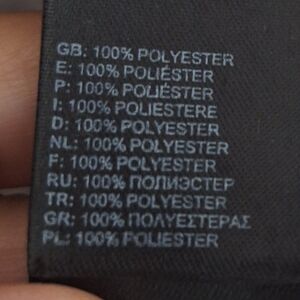 GB: 100% POLYESTER
E: 100% POLIÉSTER
P: 100% POLIÉSTER
I: 100% POLIESTERE
D: 100% POLYESTER
NL: 100% POLYESTER
F: 100% POLYESTER
RU: 100% ПОЛИЭСТЕР
TR: 100% POLYESTER
GR: 100% ΠΟΛΥΕΣΤΕΡΑΣ
PL: 100% POLIESTER